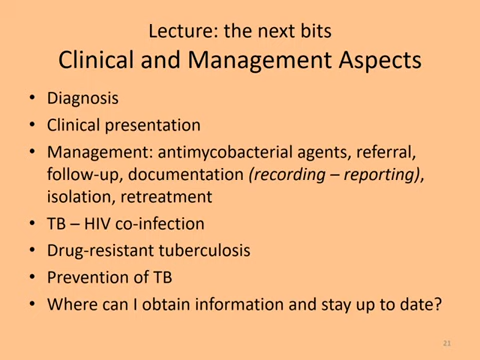 Lecture: the next bits
Clinical and Management Aspects
• Diagnosis
• Clinical presentation
• Management: antimycobacterial agents, referral,
follow-up, documentation (recording – reporting),
isolation, retreatment
• TB – HIV co-infection
• Drug-resistant tuberculosis
• Prevention of TB
• Where can I obtain information and stay up to date?
21